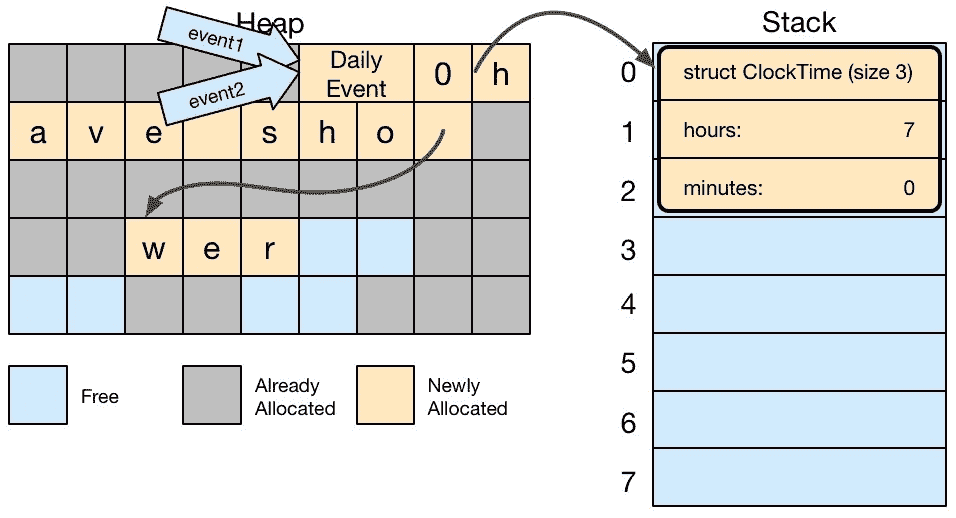 Heap
Stack
event1
event2
Daily
Event
0 h
a v e s h o
w e r
0
struct ClockTime (size 3)
1
hours: 7
2
minutes: 0
3
4
5
6
7
Free
Already
Allocated
Newly
Allocated